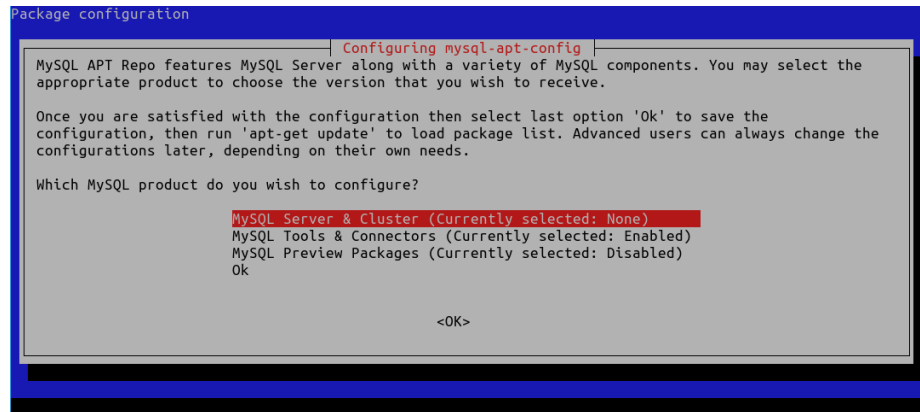 Package configuration
Configuring mysql-apt-config
MySQL APT Repo features MySQL Server along with a variety of MySQL components. You may select the
appropriate product to choose the version that you wish to receive.
Once you are satisfied with the configuration then select last option 'Ok' to save the
configuration, then run 'apt-get update' to load package list. Advanced users can always change the
configurations later, depending on their own needs.
Which MySQL product do you wish to configure?
MySQL Server & Cluster (Currently selected: None)
MySQL Tools & Connectors (Currently selected: Enabled)
MySQL Preview Packages (Currently selected: Disabled)
Ok
<OK>